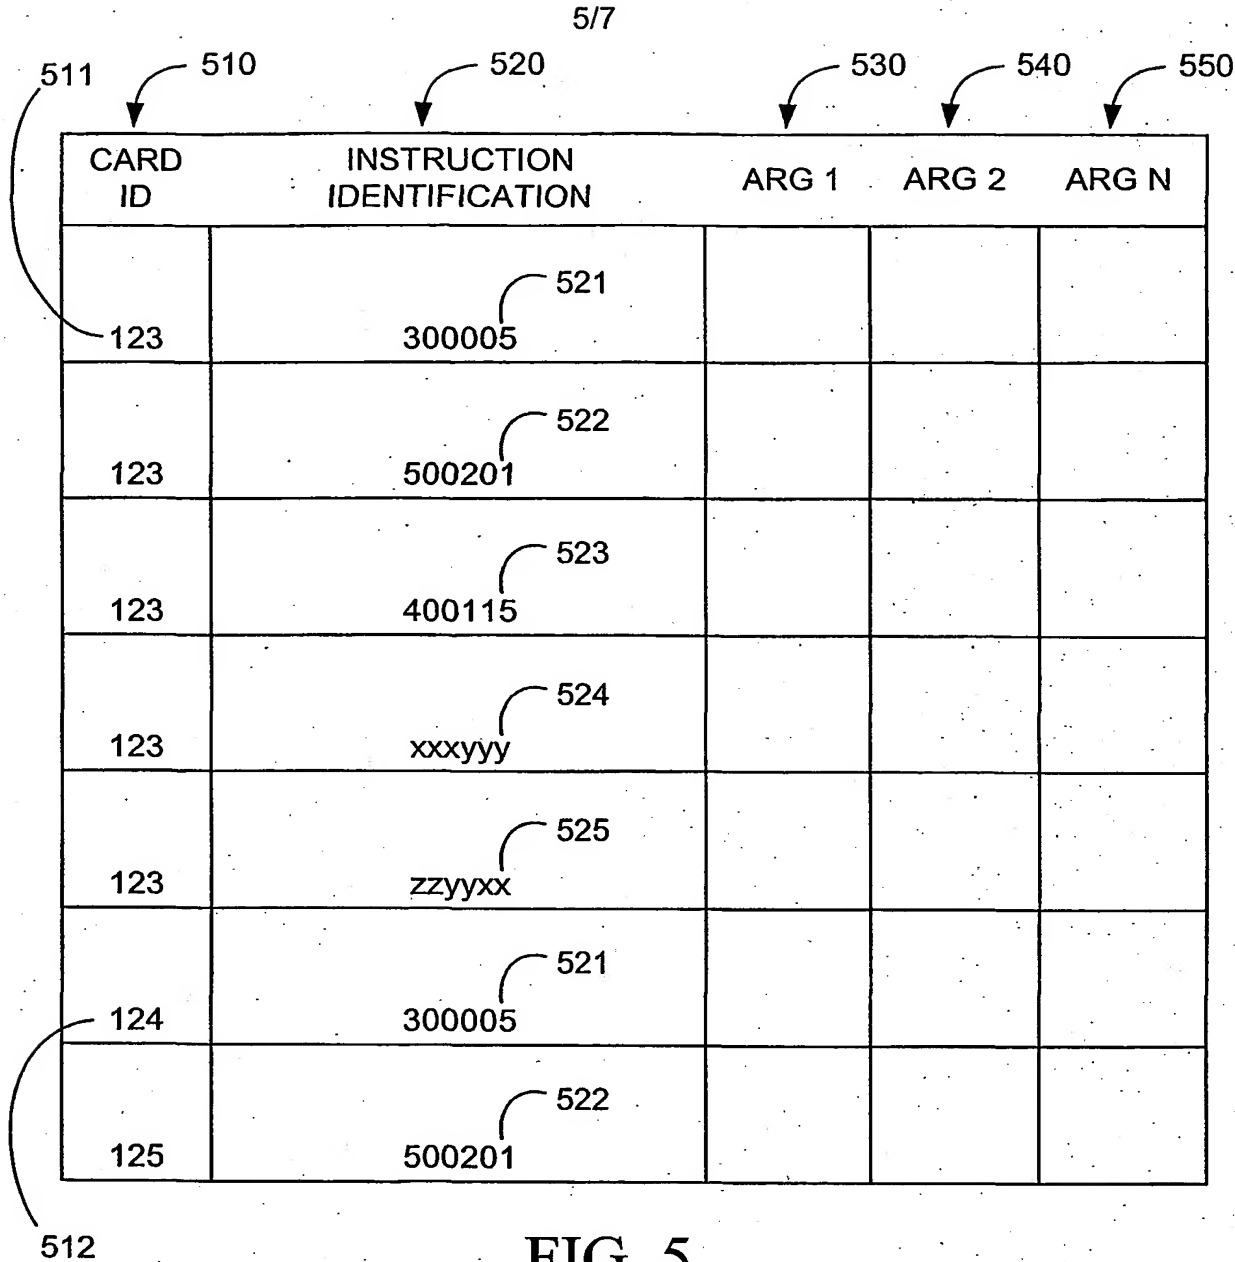 5/7
511 510 520 530 540 550
CARD ID INSTRUCTION IDENTIFICATION ARG 1 ARG 2 ARG N
521
123 300005
522
123 500201
523
123 400115
524
123 xxxyyy
525
123 zzyyxx
521
124 300005
522
125 500201
512
FIG. 5